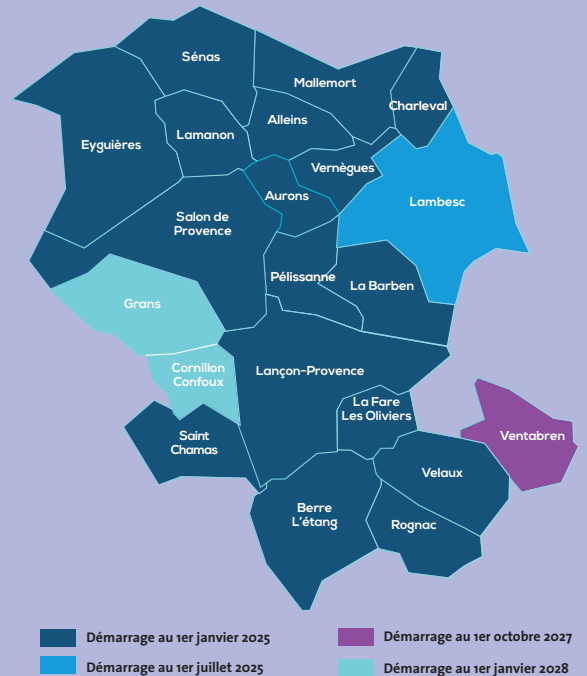 Sénas
Mallemort
Charleval
Alleins
Lamanon
Eyguières
Vernègues
Aurons
Lambesc
Salon de
Provence
Pélissanne
La Barben
Grans
Cornillon
Confoux
Lançon-Provence
La Fare
Les Oliviers
Saint
Chamas
Ventabren
Velaux
Berre
L'étang
Rognac
Démarrage au 1er janvier 2025
Démarrage au 1er octobre 2027
Démarrage au 1er juillet 2025
Démarrage au 1er janvier 2028